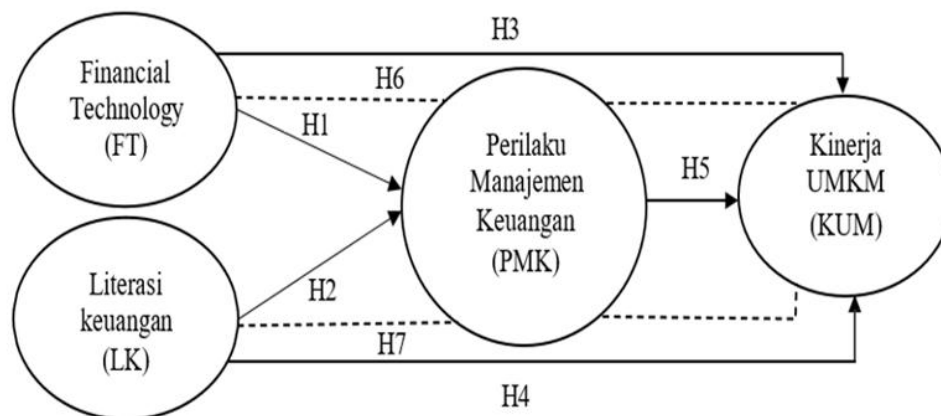 H3
Financial
Technology
(FT)
H6
H1
Perilaku
Manajemen
Keuangan
(PMK)
H5
Kinerja
UMKM
(KUM)
Literasi
keuangan
(LK)
H2
H7
H4